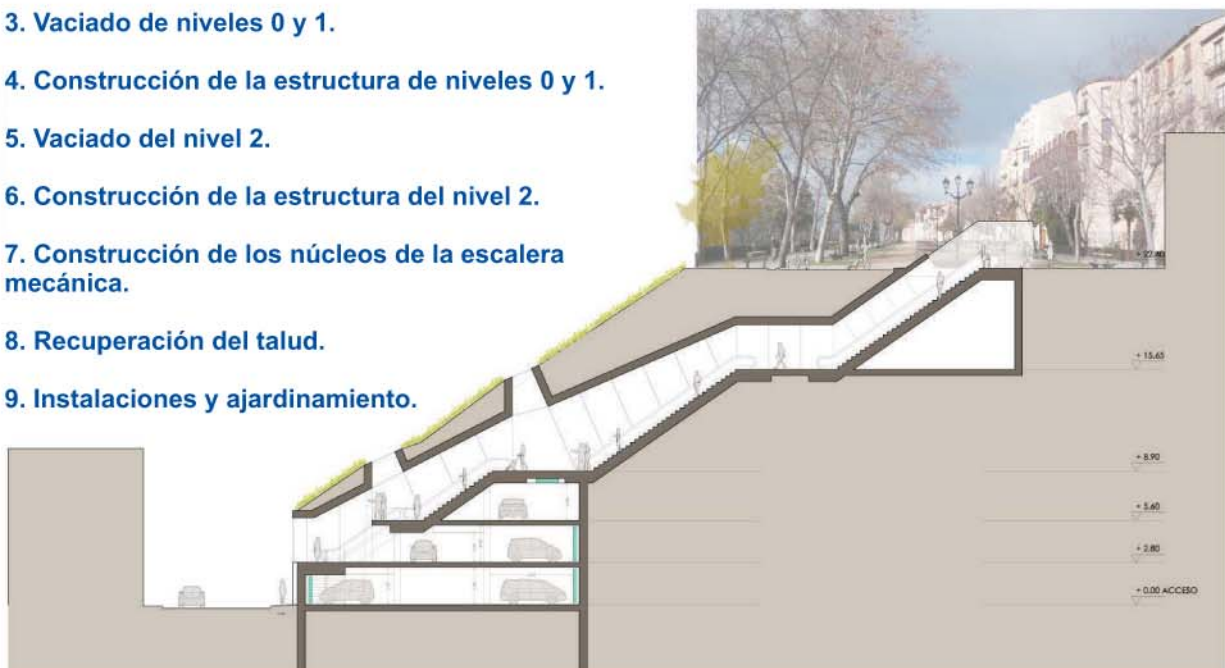 3. Vaciado de niveles 0 y 1.
4. Construcción de la estructura de niveles 0 y 1.
5. Vaciado del nivel 2.
6. Construcción de la estructura del nivel 2.
7. Construcción de los núcleos de la escalera
mecánica.
8. Recuperación del talud.
9. Instalaciones y ajardinamiento.
+ 15.65
+ 8.90
+ 5.60
+ 2.80
+ 0.00 ACCESO